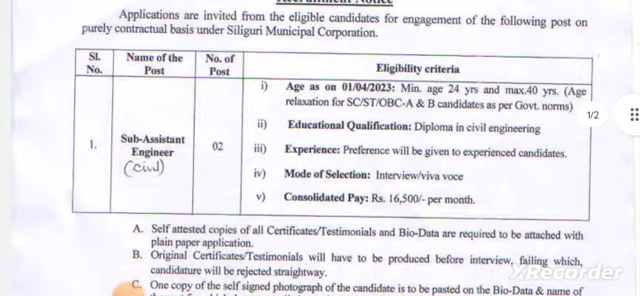 Recruitment Notice
Applications are invited from the eligible candidates for engagement of the following post on
purely contractual basis under Siliguri Municipal Corporation.
Sl. No.
Name of the Post
No. of Post
Eligibility criteria
1.
Sub-Assistant Engineer
(Civil)
02
i) Age as on 01/04/2023: Min. age 24 yrs and max.40 yrs. (Age
relaxation for SC/ST/OBC-A & B candidates as per Govt. norms)
ii) Educational Qualification: Diploma in civil engineering
iii) Experience: Preference will be given to experienced candidates.
iv) Mode of Selection: Interview/viva voce
v) Consolidated Pay: Rs. 16,500/- per month.
1/2
A. Self attested copies of all Certificates/Testimonials and Bio-Data are required to be attached with
plain paper application.
B. Original Certificates/Testimonials will have to be produced before interview, failing which,
candidature will be rejected straightway.
C. One copy of the self signed photograph of the candidate is to be pasted on the Bio-Data & name of
XRecorder